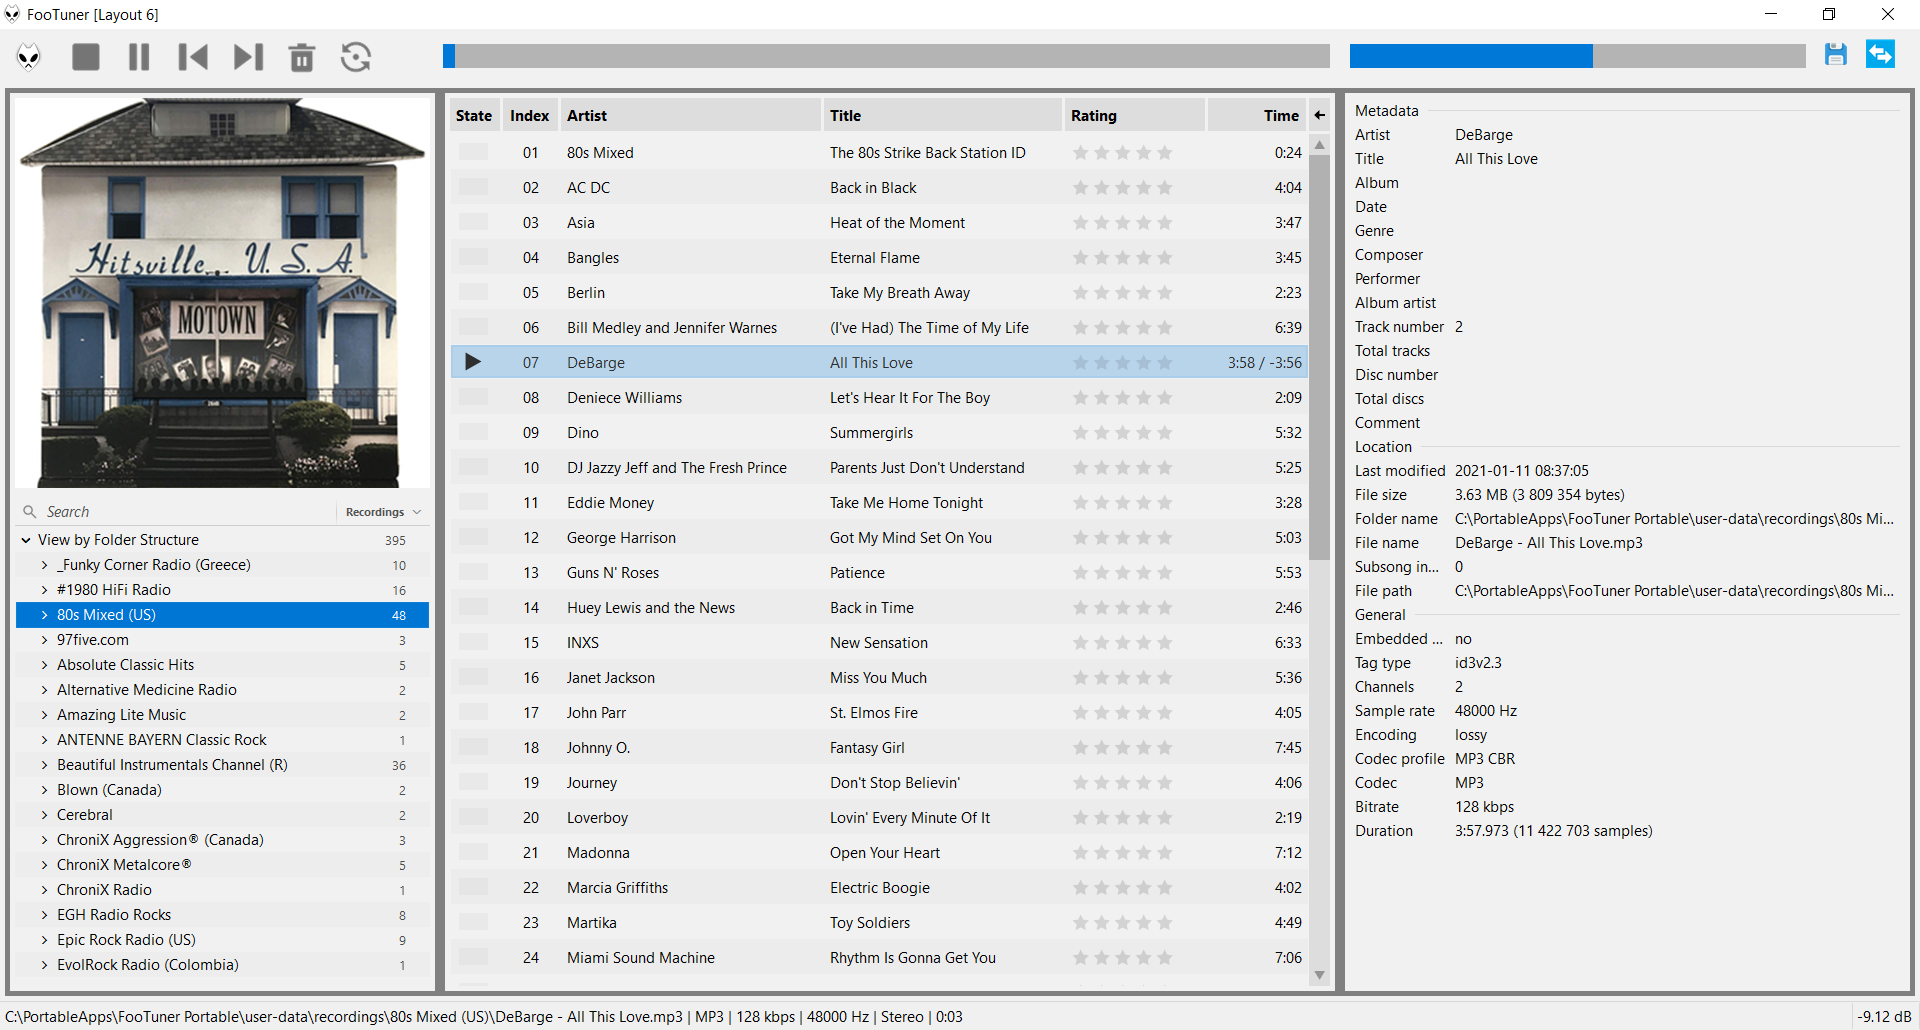 FooTuner [Layout 6]
Hitsville U.S.A.
MOTOWN
Search
Recordings
View by Folder Structure 395
_Funky Corner Radio (Greece) 10
#1980 HiFi Radio 16
80s Mixed (US) 48
97five.com 3
Absolute Classic Hits 5
Alternative Medicine Radio 2
Amazing Lite Music 2
ANTENNE BAYERN Classic Rock 1
Beautiful Instrumentals Channel (R) 36
Blown (Canada) 2
Cerebral 2
ChroniX Aggression® (Canada) 3
ChroniX Metalcore® 5
ChroniX Radio 1
EGH Radio Rocks 8
Epic Rock Radio (US) 9
EvolRock Radio (Colombia) 1
State Index Artist Title Rating Time
01 80s Mixed The 80s Strike Back Station ID 0:24
02 AC DC Back in Black 4:04
03 Asia Heat of the Moment 3:47
04 Bangles Eternal Flame 3:45
05 Berlin Take My Breath Away 2:23
06 Bill Medley and Jennifer Warnes (I've Had) The Time of My Life 6:39
07 DeBarge All This Love 3:58 / -3:56
08 Deniece Williams Let's Hear It For The Boy 2:09
09 Dino Summergirls 5:32
10 DJ Jazzy Jeff and The Fresh Prince Parents Just Don't Understand 5:25
11 Eddie Money Take Me Home Tonight 3:28
12 George Harrison Got My Mind Set On You 5:03
13 Guns N' Roses Patience 5:53
14 Huey Lewis and the News Back in Time 2:46
15 INXS New Sensation 6:33
16 Janet Jackson Miss You Much 5:36
17 John Parr St. Elmos Fire 4:05
18 Johnny O. Fantasy Girl 7:45
19 Journey Don't Stop Believin' 4:06
20 Loverboy Lovin' Every Minute Of It 2:19
21 Madonna Open Your Heart 7:12
22 Marcia Griffiths Electric Boogie 4:02
23 Martika Toy Soldiers 4:49
24 Miami Sound Machine Rhythm Is Gonna Get You 7:06
Metadata
Artist DeBarge
Title All This Love
Album
Date
Genre
Composer
Performer
Album artist
Track number 2
Total tracks
Disc number
Total discs
Comment
Location
Last modified 2021-01-11 08:37:05
File size 3.63 MB (3 809 354 bytes)
Folder name C:\PortableApps\FooTuner Portable\user-data\recordings\80s Mi...
File name DeBarge - All This Love.mp3
Subsong in... 0
File path C:\PortableApps\FooTuner Portable\user-data\recordings\80s Mi...
General
Embedded ... no
Tag type id3v2.3
Channels 2
Sample rate 48000 Hz
Encoding lossy
Codec profile MP3 CBR
Codec MP3
Bitrate 128 kbps
Duration 3:57.973 (11 422 703 samples)
C:\PortableApps\FooTuner Portable\user-data\recordings\80s Mixed (US)\DeBarge - All This Love.mp3 | MP3 | 128 kbps | 48000 Hz | Stereo | 0:03
-9.12 dB